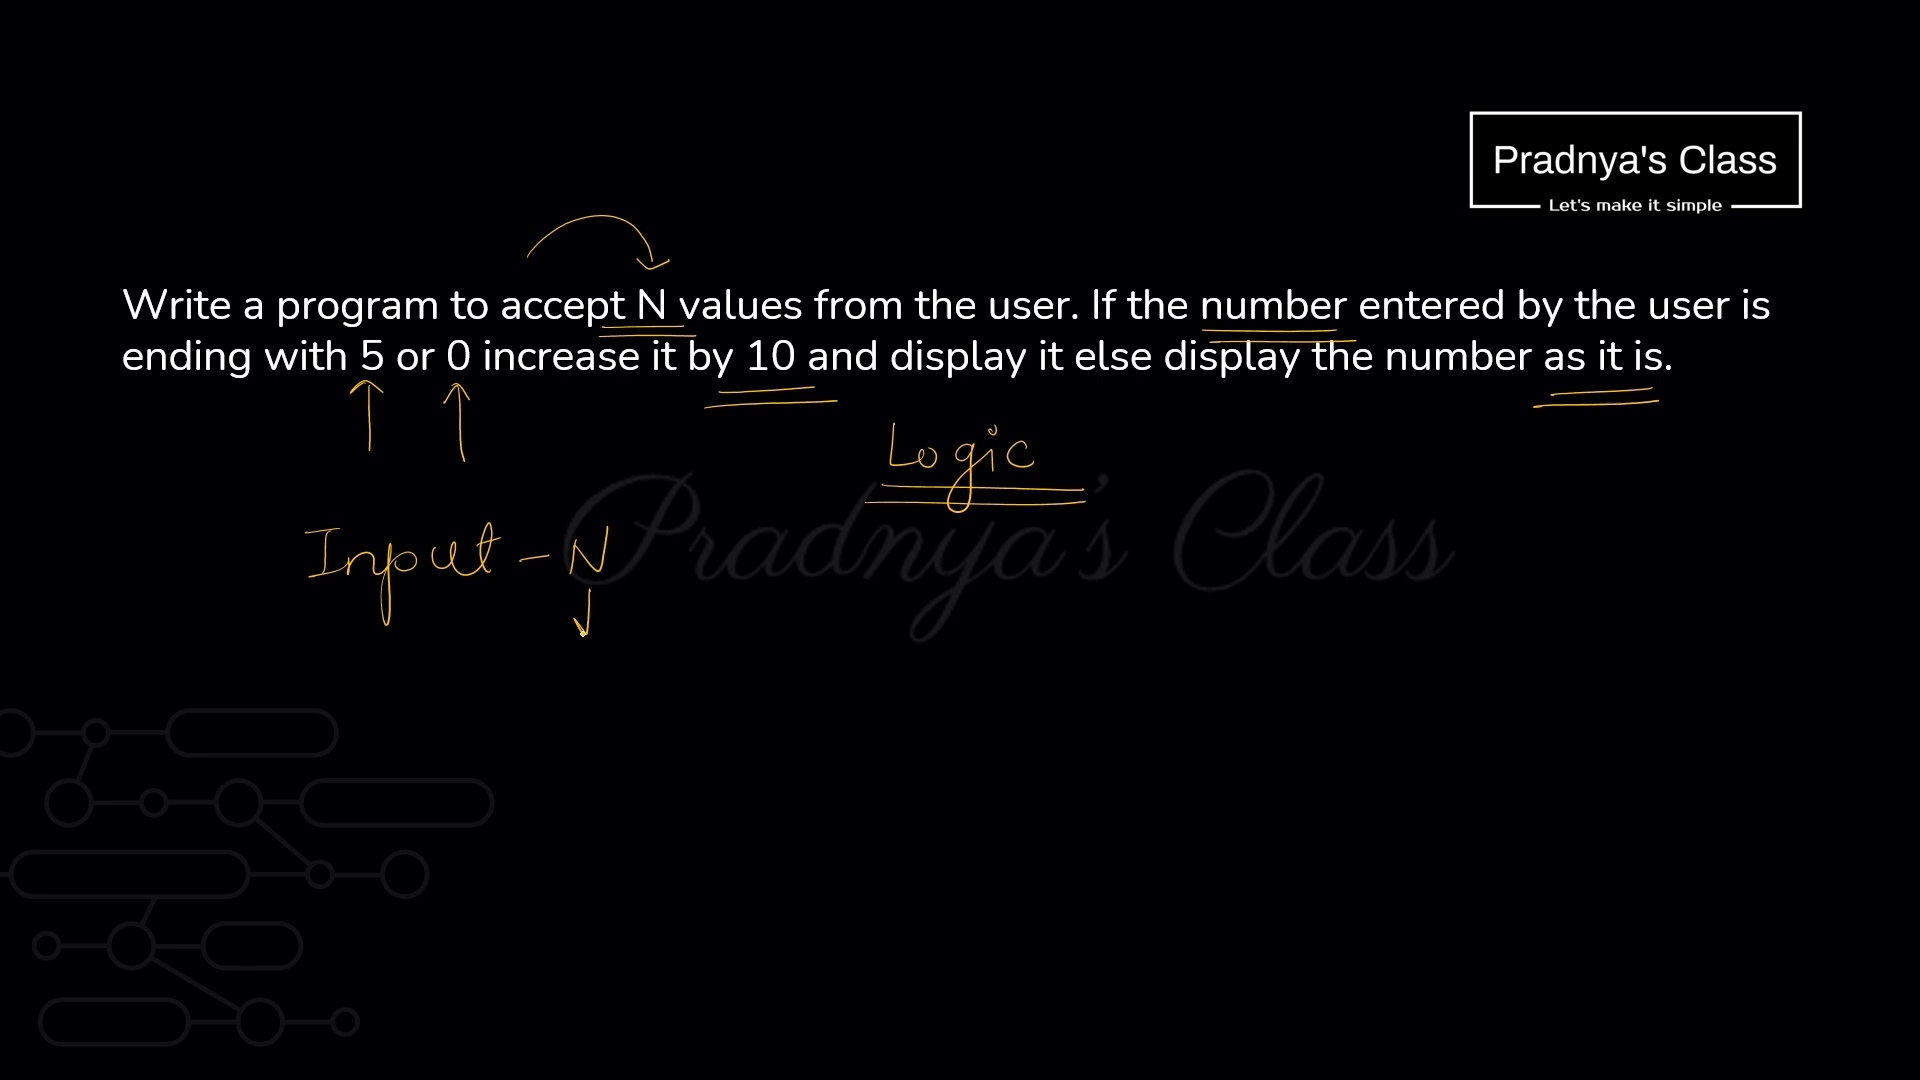 Pradnya's Class
Let's make it simple
Write a program to accept N values from the user. If the number entered by the user is
ending with 5 or 0 increase it by 10 and display it else display the number as it is.
Logic
Pradnya's Class
Input - N